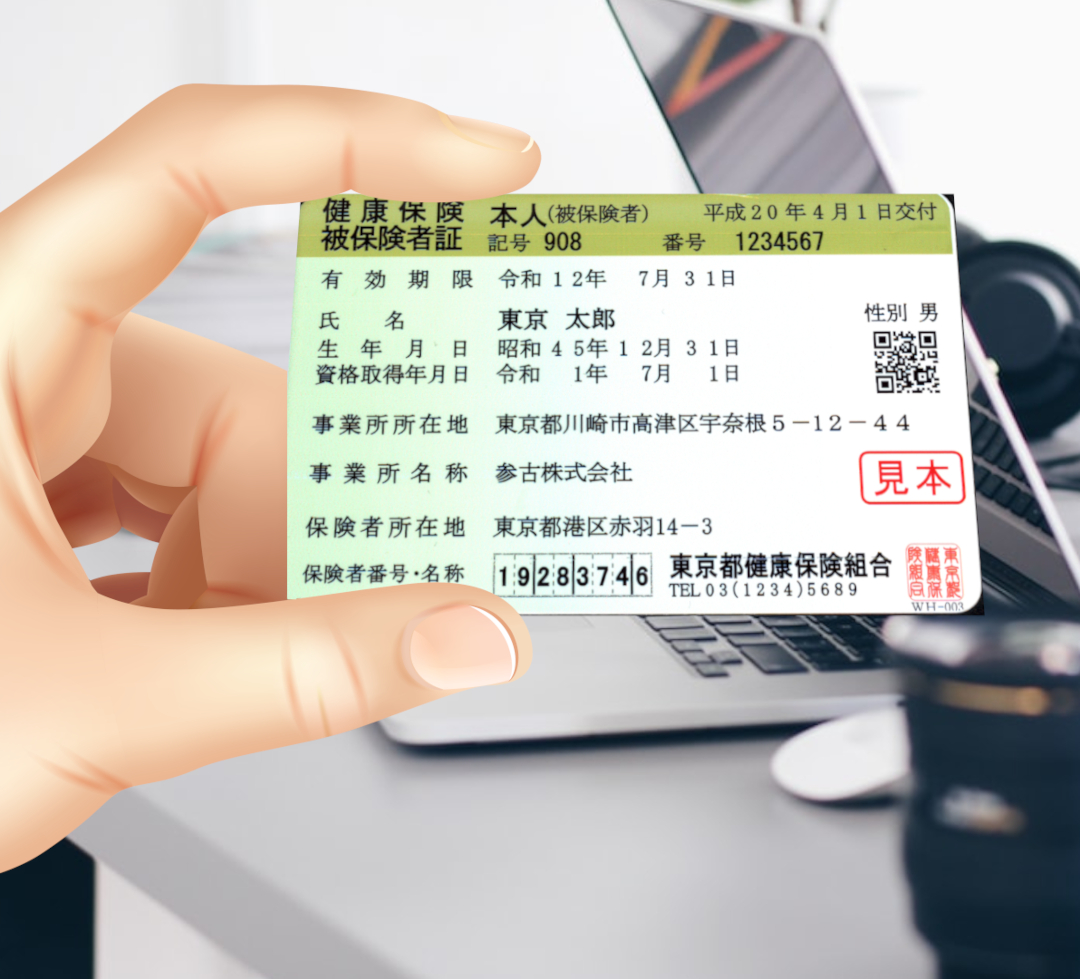 健康保険 本人(被保険者) 平成20年4月1日交付
被保険者証 記号 908 番号 1234567
有効期限 令和12年 7月31日
氏名 東京 太郎 性別 男
生年月日 昭和45年12月31日
資格取得年月日 令和 1年 7月 1日
事業所所在地 東京都川崎市高津区宇奈根5-12-44
事業所名称 参古株式会社
見本
保険者所在地 東京都港区赤羽14-3
保険者番号・名称 19283746 東京都健康保険組合
TEL 03(1234)5689
WH-003